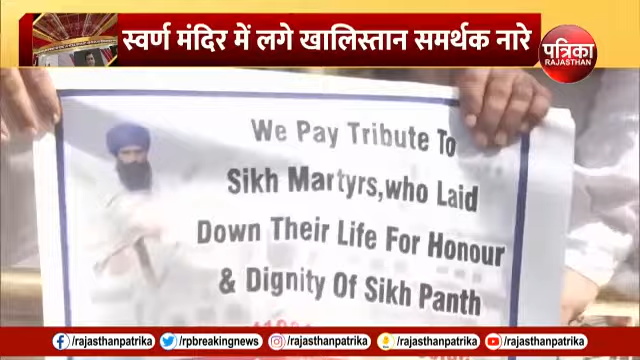 स्वर्ण मंदिर में लगे खालिस्तान समर्थक नारे
पत्रिका
RAJASTHAN
We Pay Tribute To
Sikh Martyrs,who Laid
Down Their Life For Honour
& Dignity Of Sikh Panth
/rajasthanpatrika /rpbreakingnews /rajasthanpatrika /rajasthanpatrika /rajasthanpatrika